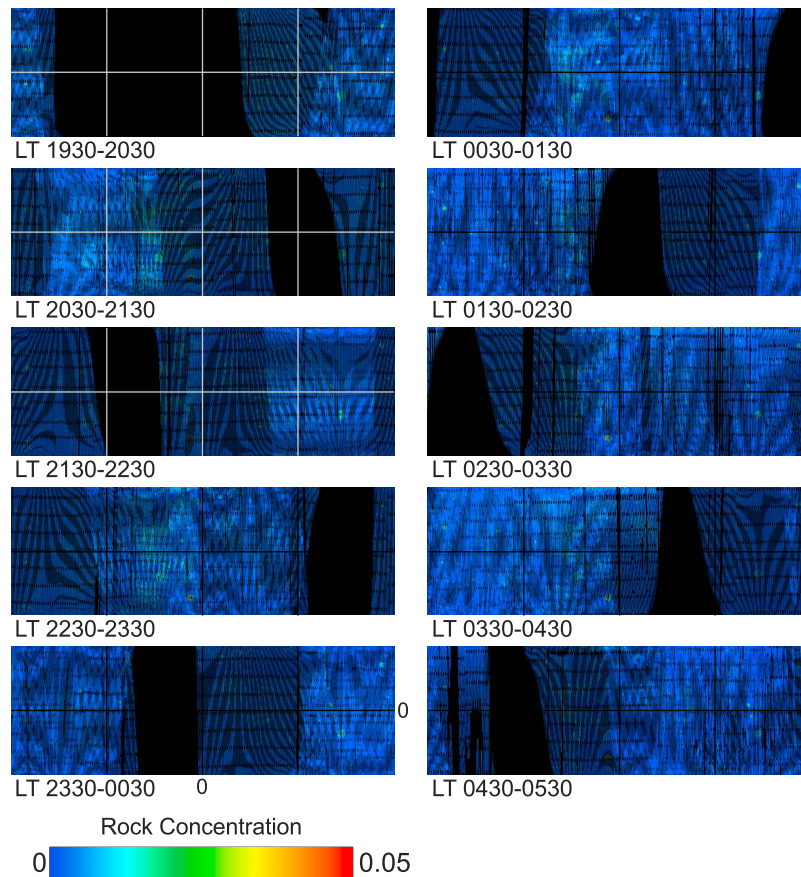 LT 1930-2030
LT 0030-0130
LT 2030-2130
LT 0130-0230
LT 2130-2230
LT 0230-0330
LT 2230-2330
LT 0330-0430
0
LT 2330-0030
0
LT 0430-0530
Rock Concentration
0 0.05